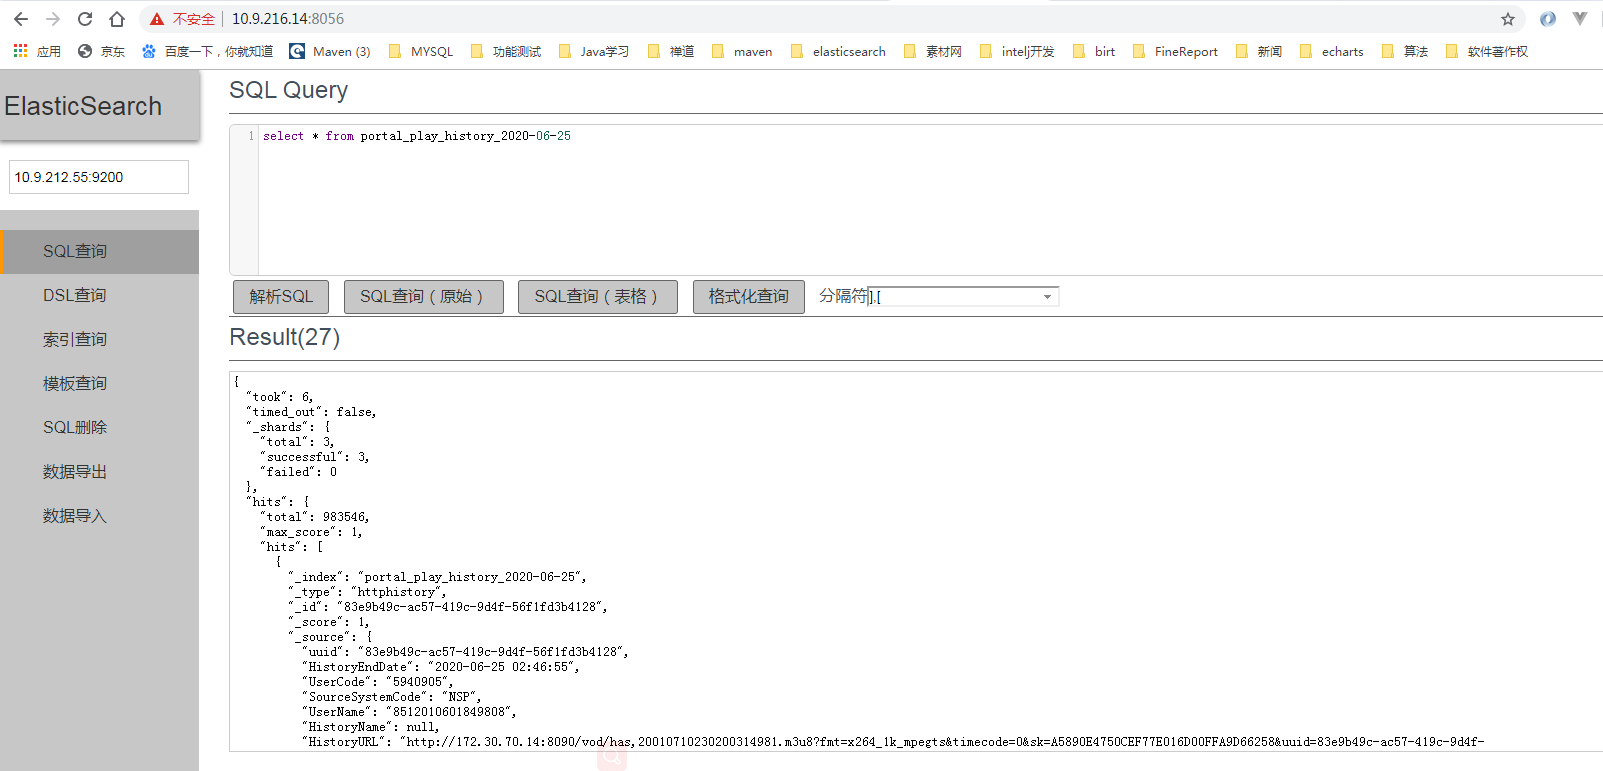 不安全 | 10.9.216.14:8056
应用 京东 百度一下，你就知道 Maven (3) MYSQL 功能测试 Java学习 禅道 maven elasticsearch 素材网 intelj开发 birt FineReport 新闻 echarts 算法 软件著作权
ElasticSearch
10.9.212.55:9200
SQL查询
DSL查询
索引查询
模板查询
SQL删除
数据导出
数据导入
SQL Query
1 select * from portal_play_history_2020-06-25
解析SQL SQL查询（原始） SQL查询（表格） 格式化查询 分隔符 ],[
Result(27)
{
"took": 6,
"timed_out": false,
"_shards": {
"total": 3,
"successful": 3,
"failed": 0
},
"hits": {
"total": 983546,
"max_score": 1,
"hits": [
{
"_index": "portal_play_history_2020-06-25",
"_type": "httphistory",
"_id": "83e9b49c-ac57-419c-9d4f-56f1fd3b4128",
"_score": 1,
"_source": {
"uuid": "83e9b49c-ac57-419c-9d4f-56f1fd3b4128",
"HistoryEndDate": "2020-06-25 02:46:55",
"UserCode": "5940905",
"SourceSystemCode": "NSP",
"UserName": "8512010601849808",
"HistoryName": null,
"HistoryURL": "http://172.30.70.14:8090/vod/has,20010710230200314981.m3u8?fmt=x264_1k_mpegts&timecode=0&sk=A5890E4750CEF77E016D00FFA9D66258&uuid=83e9b49c-ac57-419c-9d4f-